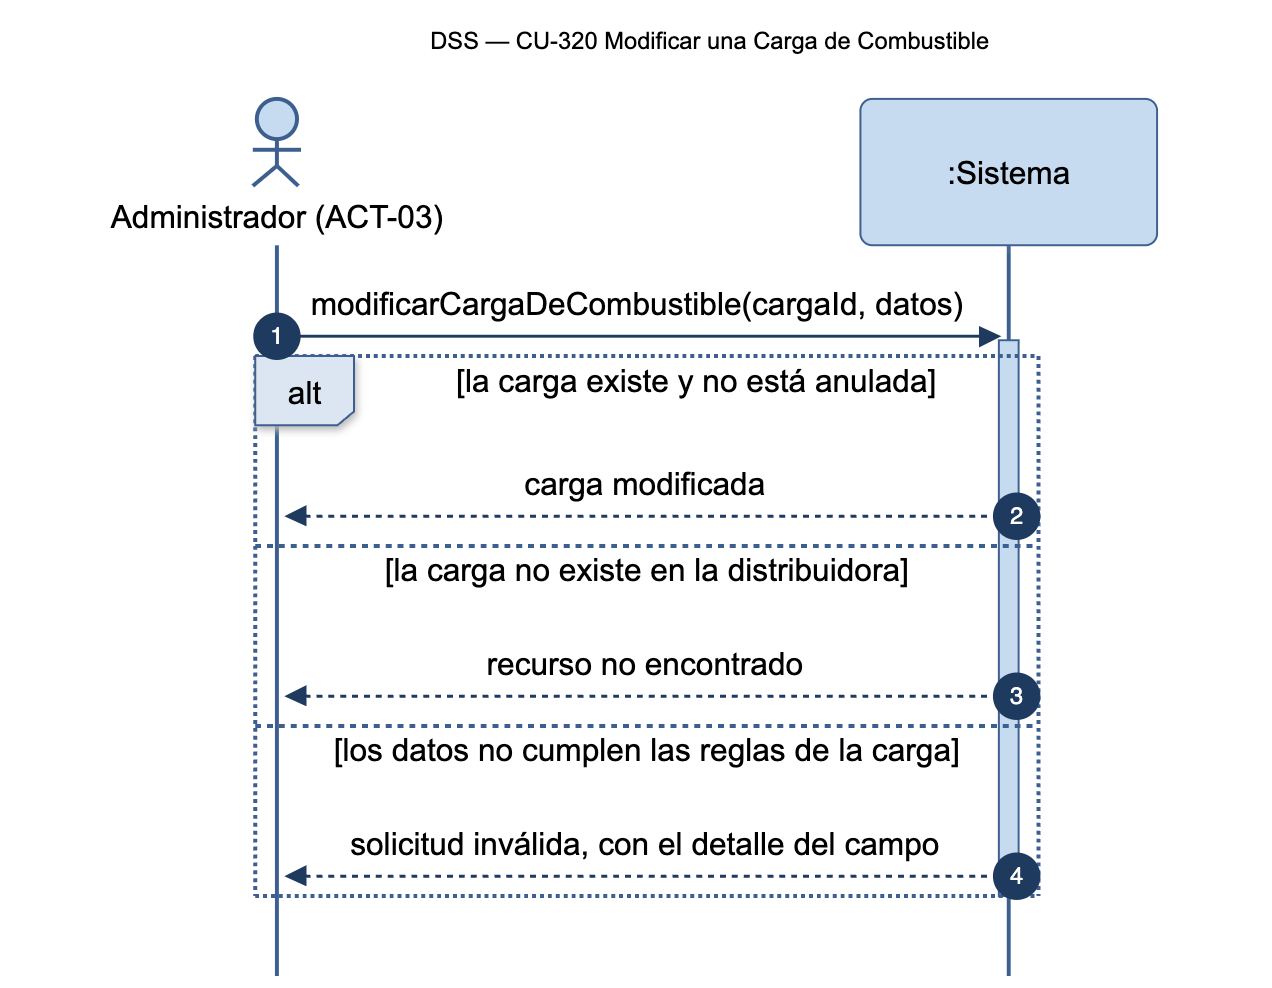 DSS — CU-320 Modificar una Carga de Combustible
:Sistema
Administrador (ACT-03)
modificarCargaDeCombustible(cargaId, datos)
1
alt
[la carga existe y no está anulada]
carga modificada
2
[la carga no existe en la distribuidora]
recurso no encontrado
3
[los datos no cumplen las reglas de la carga]
solicitud inválida, con el detalle del campo
4